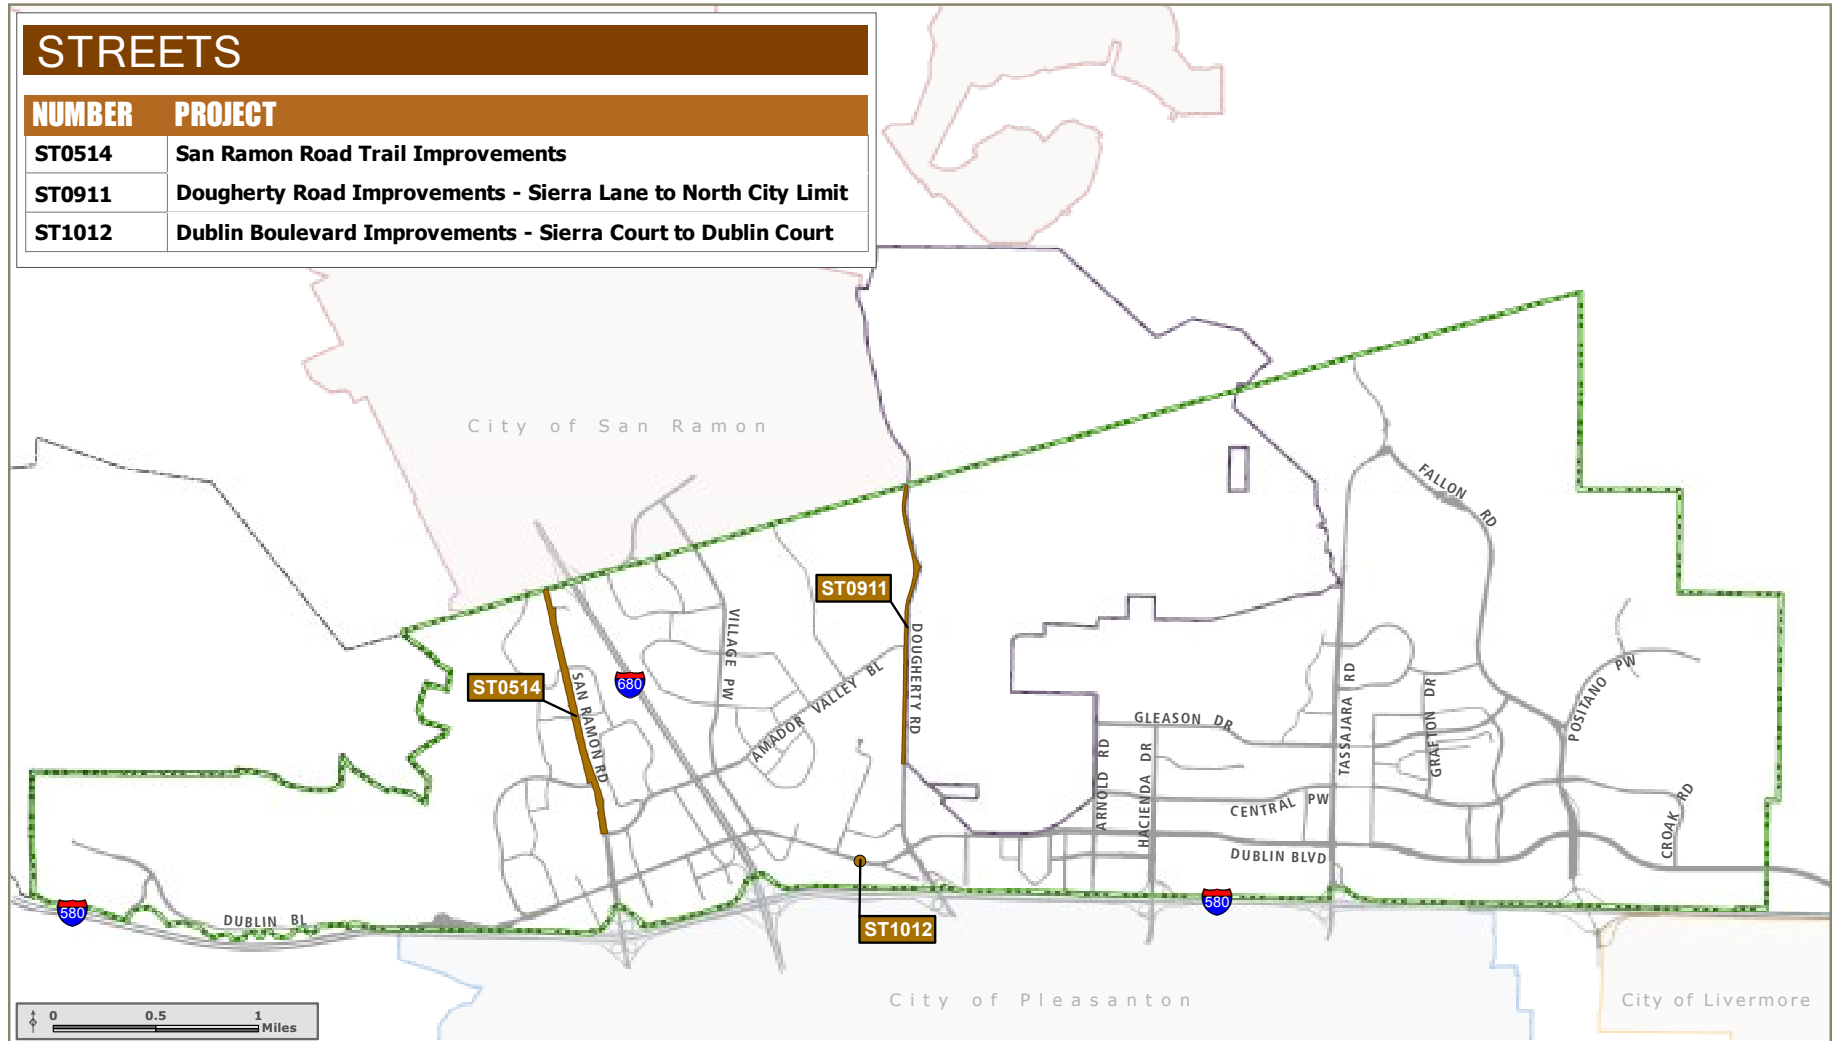 STREETS
NUMBER PROJECT
ST0514 San Ramon Road Trail Improvements
ST0911 Dougherty Road Improvements - Sierra Lane to North City Limit
ST1012 Dublin Boulevard Improvements - Sierra Court to Dublin Court
City of San Ramon
FALLON RD
ST0911
VILLAGE PW
DOUGHERTY RD
ST0514
SAN RAMON RD
680
AMADOR VALLEY BL
TASSAJARA RD
GRAFTON DR
POSITANO PW
GLEASON DR
ARNOLD RD
HACIENDA DR
CENTRAL PW
CROAK RD
DUBLIN BLVD
580
DUBLIN BL
580
ST1012
City of Pleasanton
City of Livermore
0 0.5 1
Miles